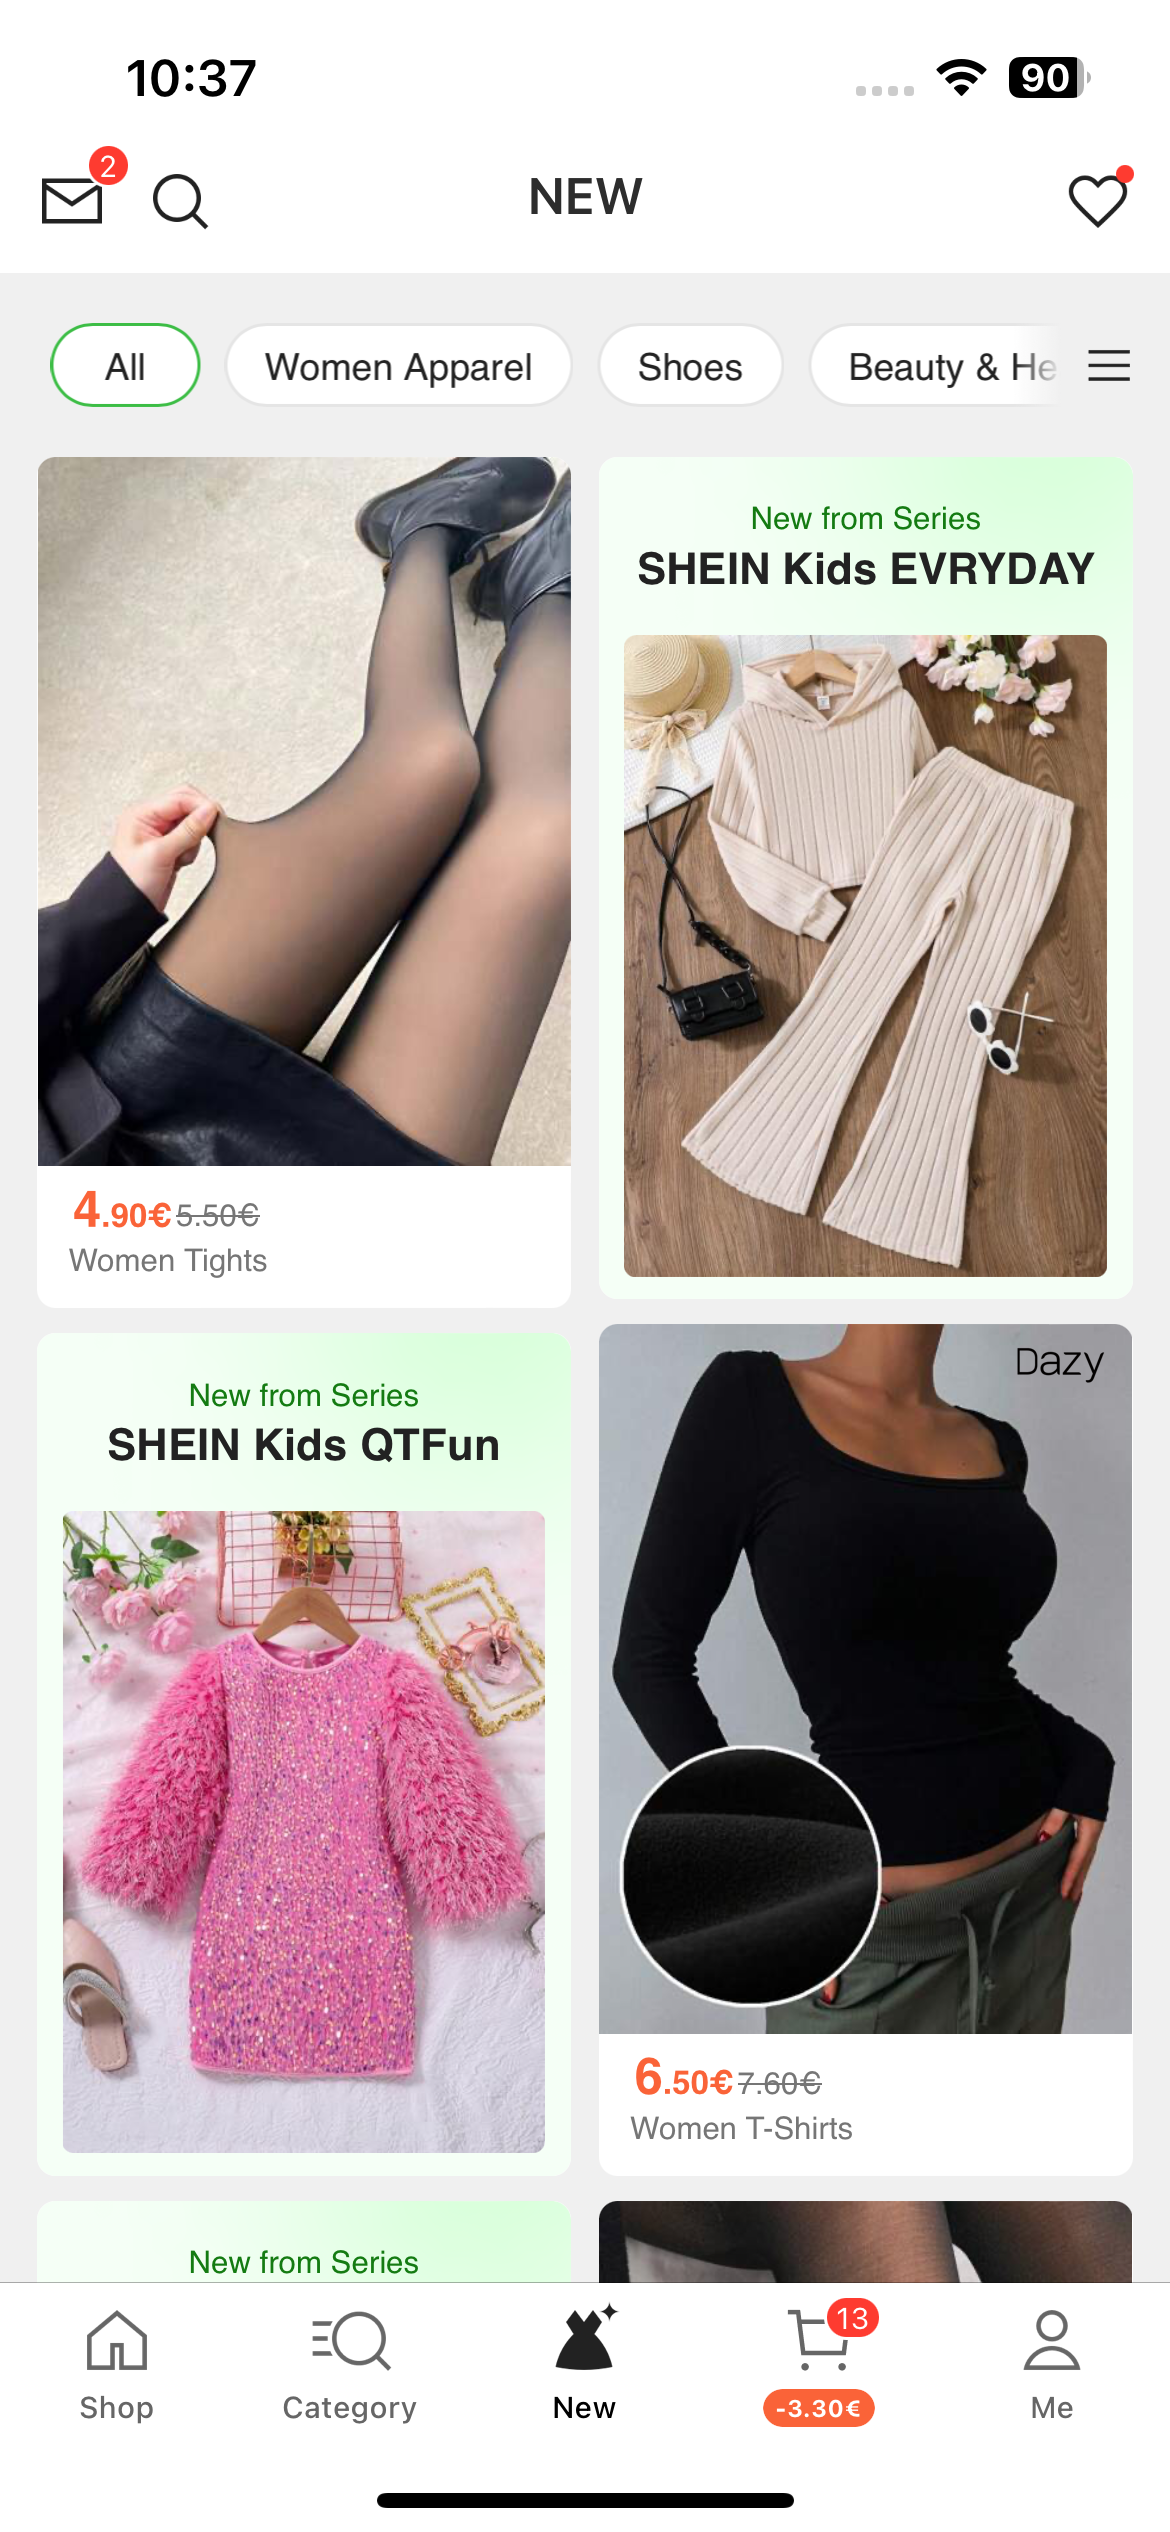 10:37
90
2
NEW
All
Women Apparel
Shoes
Beauty & He
4.90€ 5.50€
Women Tights
New from Series
SHEIN Kids EVRYDAY
New from Series
SHEIN Kids QTFun
Dazy
6.50€ 7.60€
Women T-Shirts
New from Series
Shop
Category
New
13
-3.30€
Me